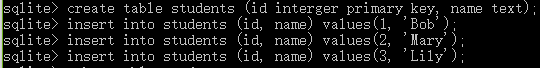 sqlite> create table students (id interger primary key, name text);
sqlite> insert into students (id, name) values(1, 'Bob');
sqlite> insert into students (id, name) values(2, 'Mary');
sqlite> insert into students (id, name) values(3, 'Lily');